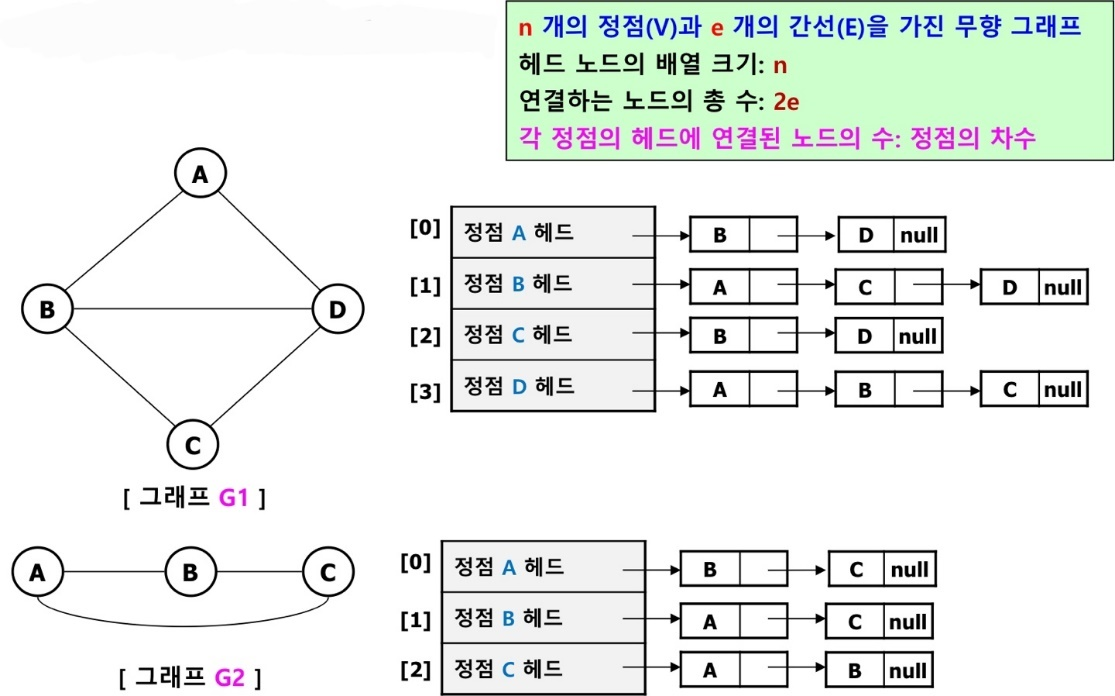 n 개의 정점(V)과 e 개의 간선(E)을 가진 무향 그래프
헤드 노드의 배열 크기: n
연결하는 노드의 총 수: 2e
각 정점의 헤드에 연결된 노드의 수: 정점의 차수
A
B
D
C
[ 그래프 G1 ]
[0] 정점 A 헤드 B D null
[1] 정점 B 헤드 A C D null
[2] 정점 C 헤드 B D null
[3] 정점 D 헤드 A B C null
A B C
[ 그래프 G2 ]
[0] 정점 A 헤드 B C null
[1] 정점 B 헤드 A C null
[2] 정점 C 헤드 A B null